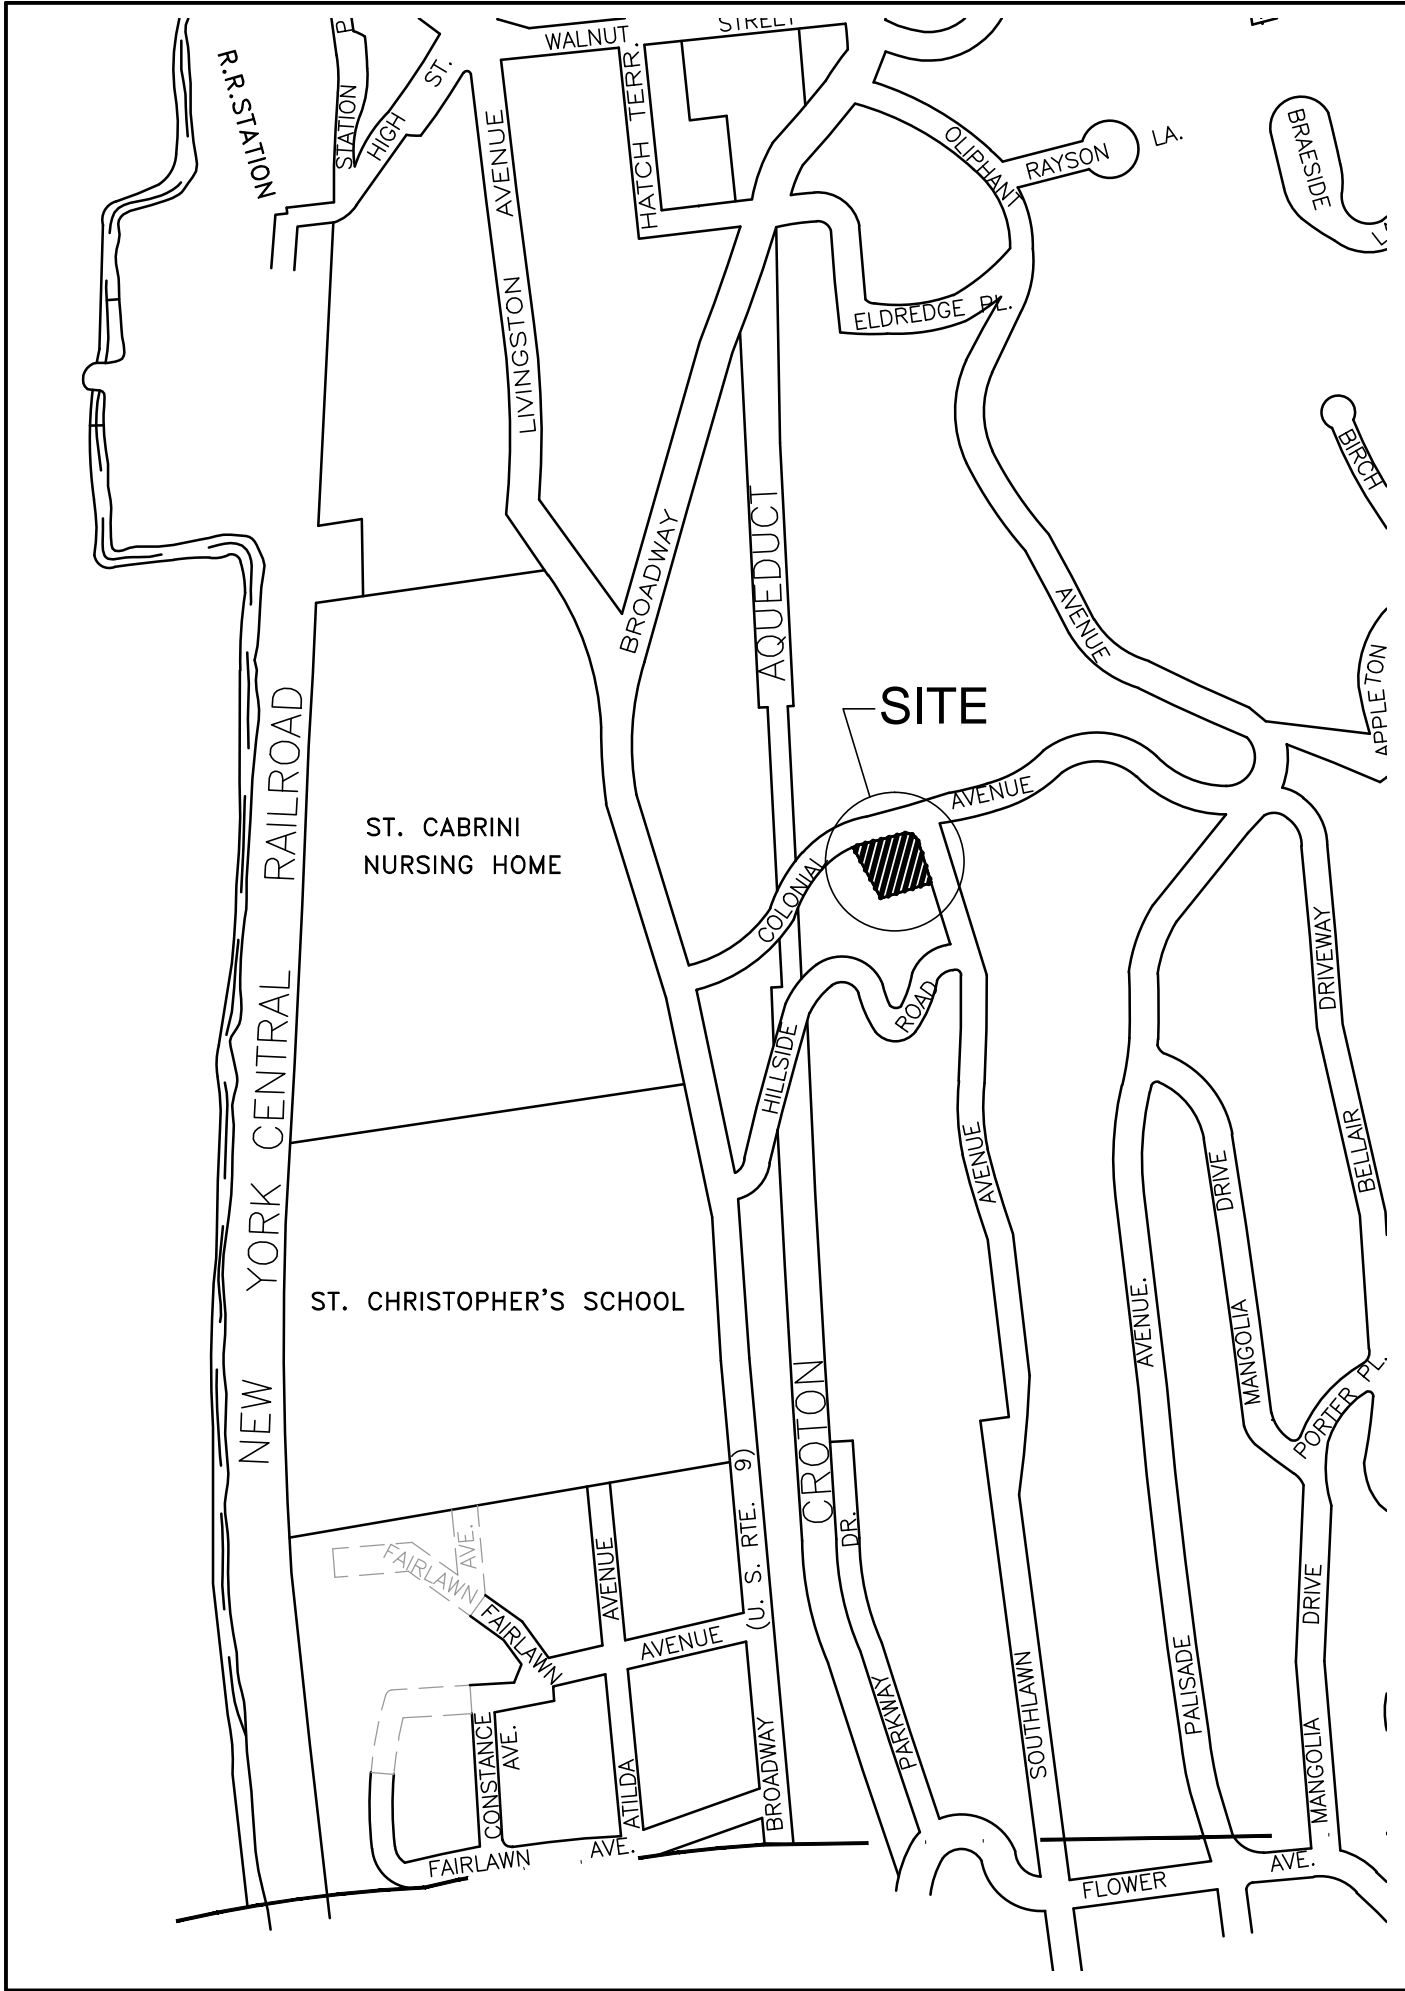 STREET
WALNUT
R.R.STATION
STATION
HIGH
ST.
LIVINGSTON
AVENUE
HATCH TERR.
OLIPHANT
AVENUE
RAYSON
LA.
BRAESIDE
ELDREDGE PL.
BIRCH
BROADWAY
AQUEDUCT
APPLETON
SITE
COLONIAL
AVENUE
ST. CABRINI
NURSING HOME
NEW YORK CENTRAL RAILROAD
HILLSIDE
ROAD
DRIVEWAY
BELLAIR
AVENUE
DRIVE
MANGOLIA
AVENUE.
PORTER PL.
ST. CHRISTOPHER'S SCHOOL
CROTON
DR.
PARKWAY
(U. S. RTE. 9)
BROADWAY
FAIRLAWN
AVE.
FAIRLAWN
AVENUE
AVENUE
CONSTANCE
AVE.
ATILDA
FAIRLAWN
AVE.
SOUTHLAWN
PALISADE
DRIVE
MANGOLIA
FLOWER
AVE.